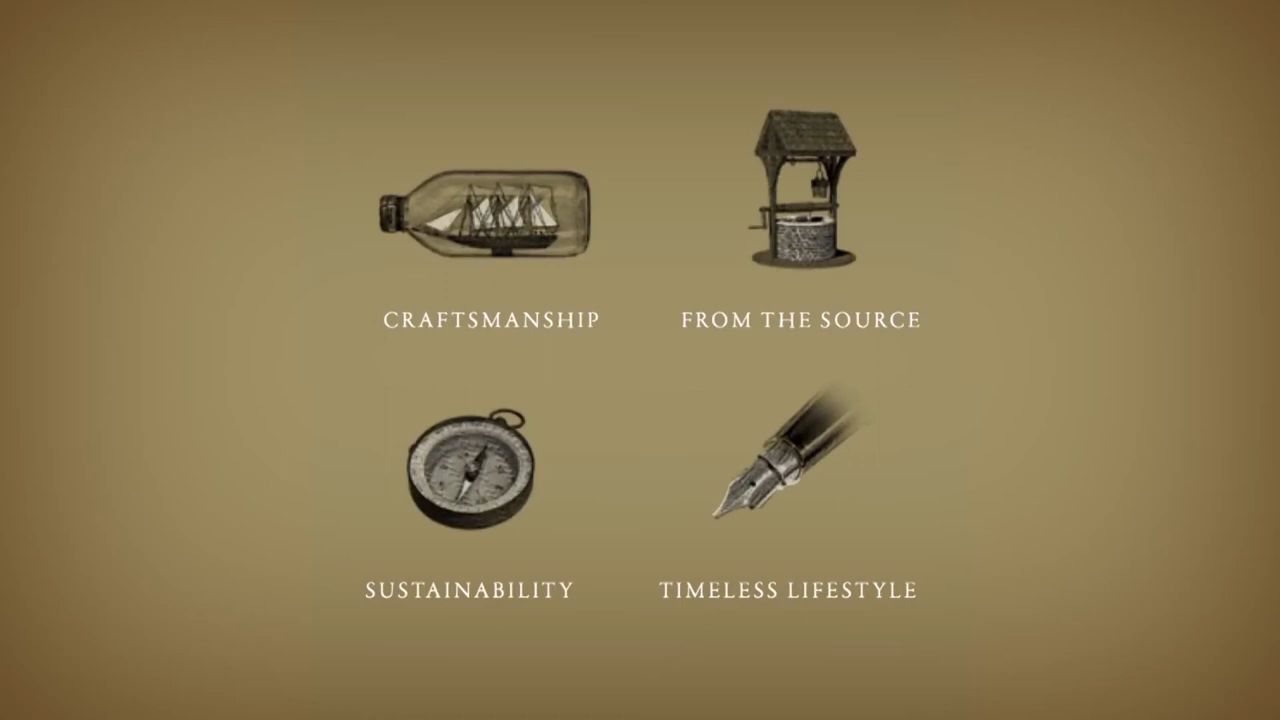 CRAFTSMANSHIP
FROM THE SOURCE
SUSTAINABILITY
TIMELESS LIFESTYLE